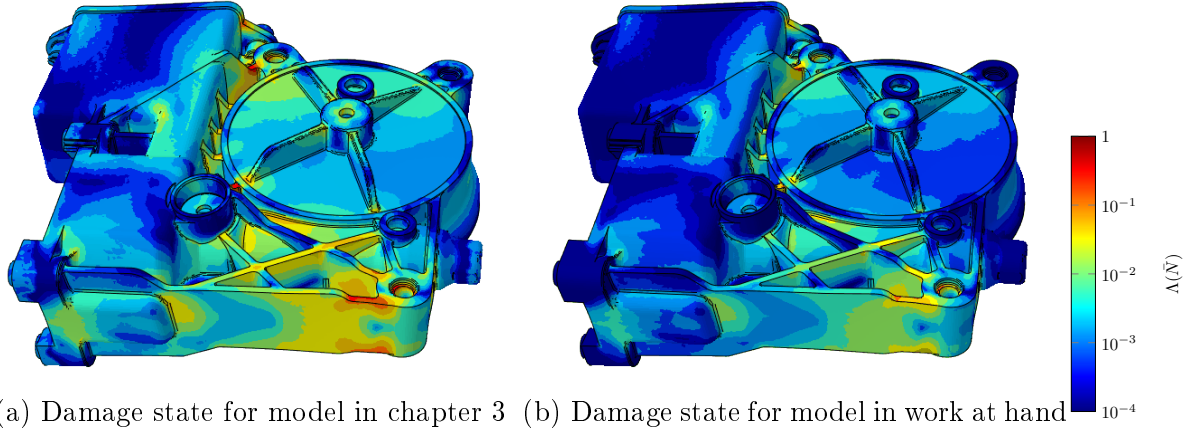 1
10⁻¹
10⁻²
10⁻³
10⁻⁴
Λ(Ñ)
(a) Damage state for model in chapter 3
(b) Damage state for model in work at hand